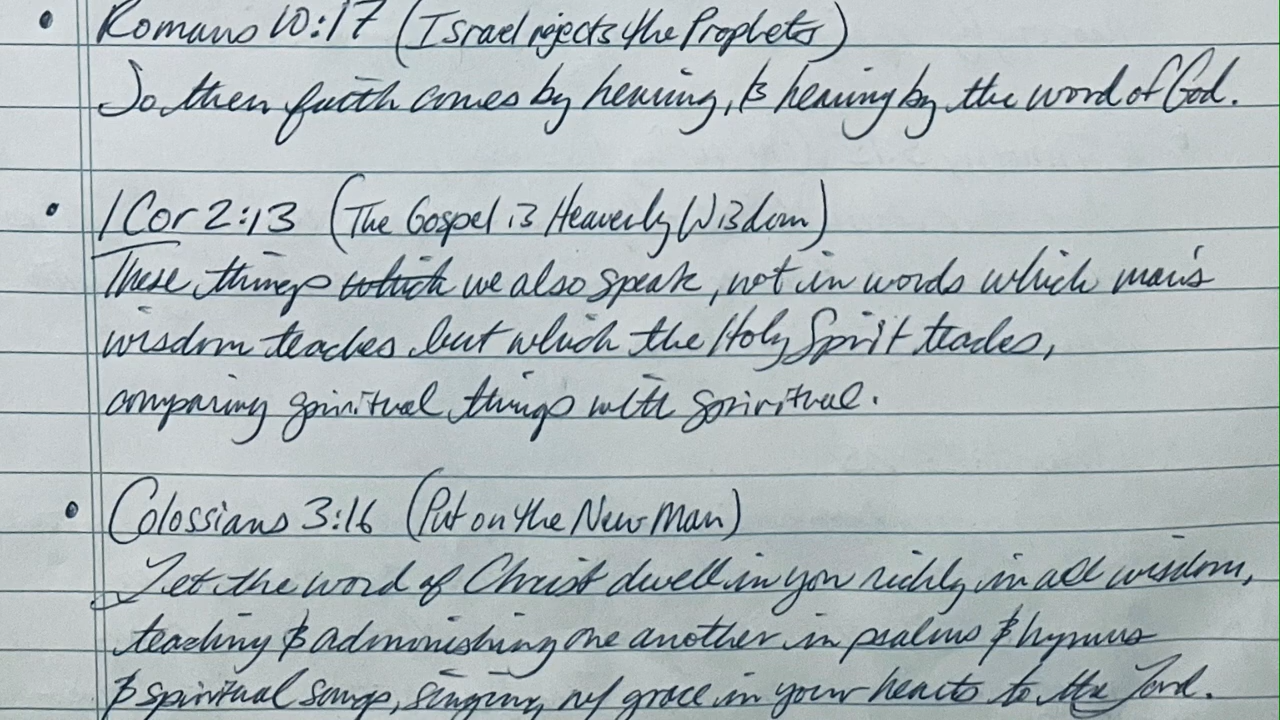 • Romans 10:17 (Israel rejects the Prophets)
So then faith comes by hearing, & hearing by the word of God.
• 1 Cor 2:13 (The Gospel is Heavenly Wisdom)
These things which we also speak, not in words which man's
wisdom teaches but which the Holy Spirit teaches,
comparing spiritual things with spiritual.
• Colossians 3:16 (Put on the New Man)
Let the word of Christ dwell in you richly in all wisdom,
teaching & admonishing one another in psalms & hymns
& spiritual songs, singing w/ grace in your hearts to the Lord.